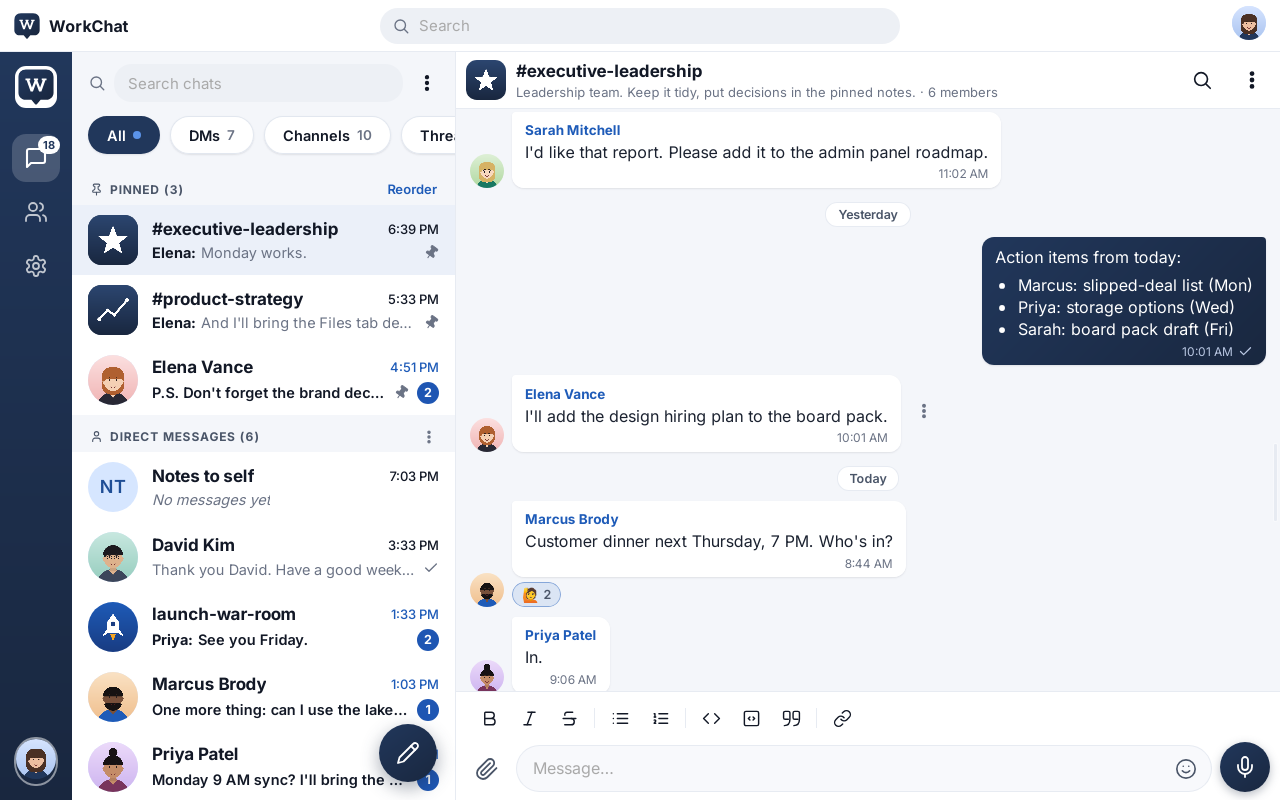 W WorkChat
Search
W
18
Search chats
All
DMs 7
Channels 10
Threa
PINNED (3)
Reorder
#executive-leadership 6:39 PM
Elena: Monday works.
#product-strategy 5:33 PM
Elena: And I'll bring the Files tab de...
Elena Vance 4:51 PM
P.S. Don't forget the brand dec... 2
DIRECT MESSAGES (6)
NT
Notes to self 7:03 PM
No messages yet
David Kim 3:33 PM
Thank you David. Have a good week...
launch-war-room 1:33 PM
Priya: See you Friday. 2
Marcus Brody 1:03 PM
One more thing: can I use the lake... 1
Priya Patel
Monday 9 AM sync? I'll bring the ... 1
#executive-leadership
Leadership team. Keep it tidy, put decisions in the pinned notes. · 6 members
Sarah Mitchell
I'd like that report. Please add it to the admin panel roadmap.
11:02 AM
Yesterday
Action items from today:
• Marcus: slipped-deal list (Mon)
• Priya: storage options (Wed)
• Sarah: board pack draft (Fri)
10:01 AM
Elena Vance
I'll add the design hiring plan to the board pack.
10:01 AM
Today
Marcus Brody
Customer dinner next Thursday, 7 PM. Who's in?
8:44 AM
🙋 2
Priya Patel
In.
9:06 AM
Message...